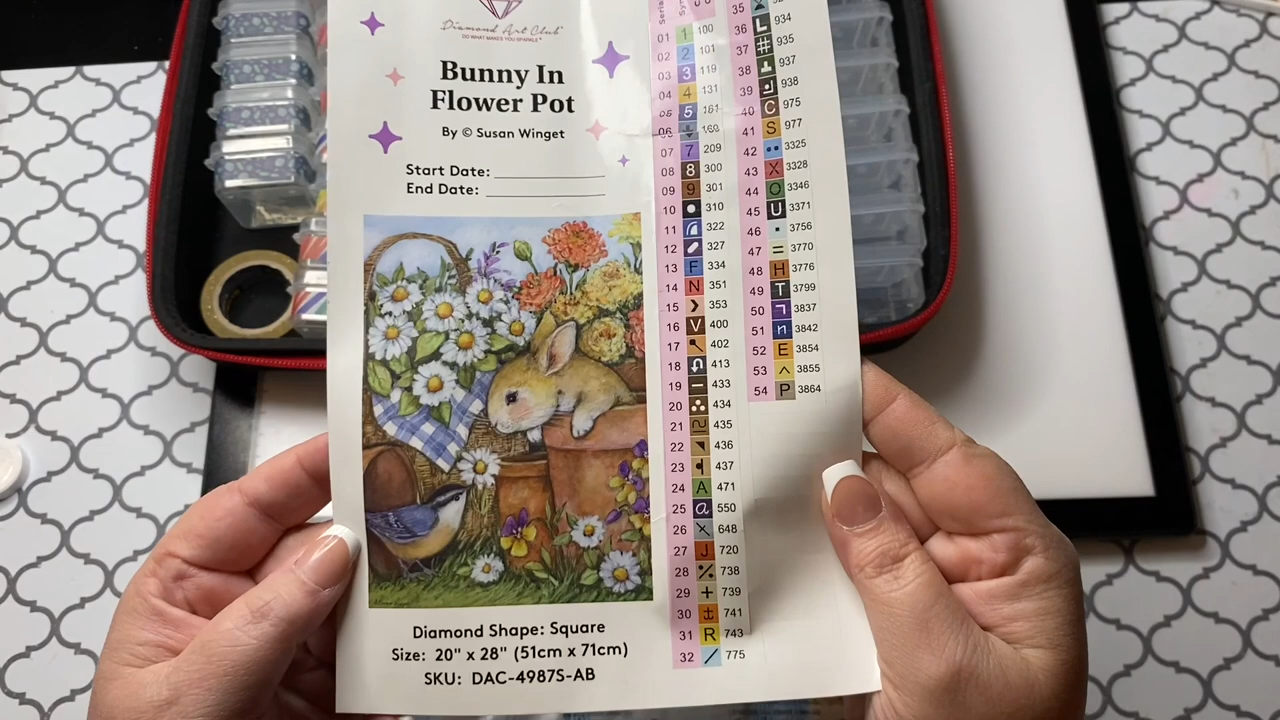 Diamond Art Club
DO WHAT MAKES YOU SPARKLE
Bunny In
Flower Pot
By © Susan Winget
Start Date:
End Date:
Diamond Shape: Square
Size: 20" x 28" (51cm x 71cm)
SKU: DAC-4987S-AB
Serial
01 1 100
02 2 101
03 3 119
04 4 131
05 5 161
06 ÷ 169
07 7 209
08 8 300
09 9 301
10 ● 310
11 322
12 327
13 F 334
14 N 351
15 353
16 V 400
17 402
18 413
19 – 433
20 434
21 435
22 436
23 437
24 A 471
25 a 550
26 × 648
27 J 720
28 738
29 + 739
30 741
31 R 743
32 / 775
35
36 L 934
37 # 935
38 937
39 938
40 C 975
41 S 977
42 3325
43 X 3328
44 O 3346
45 U 3371
46 3756
47 = 3770
48 H 3776
49 T 3799
50 3837
51 n 3842
52 E 3854
53 ^ 3855
54 P 3864